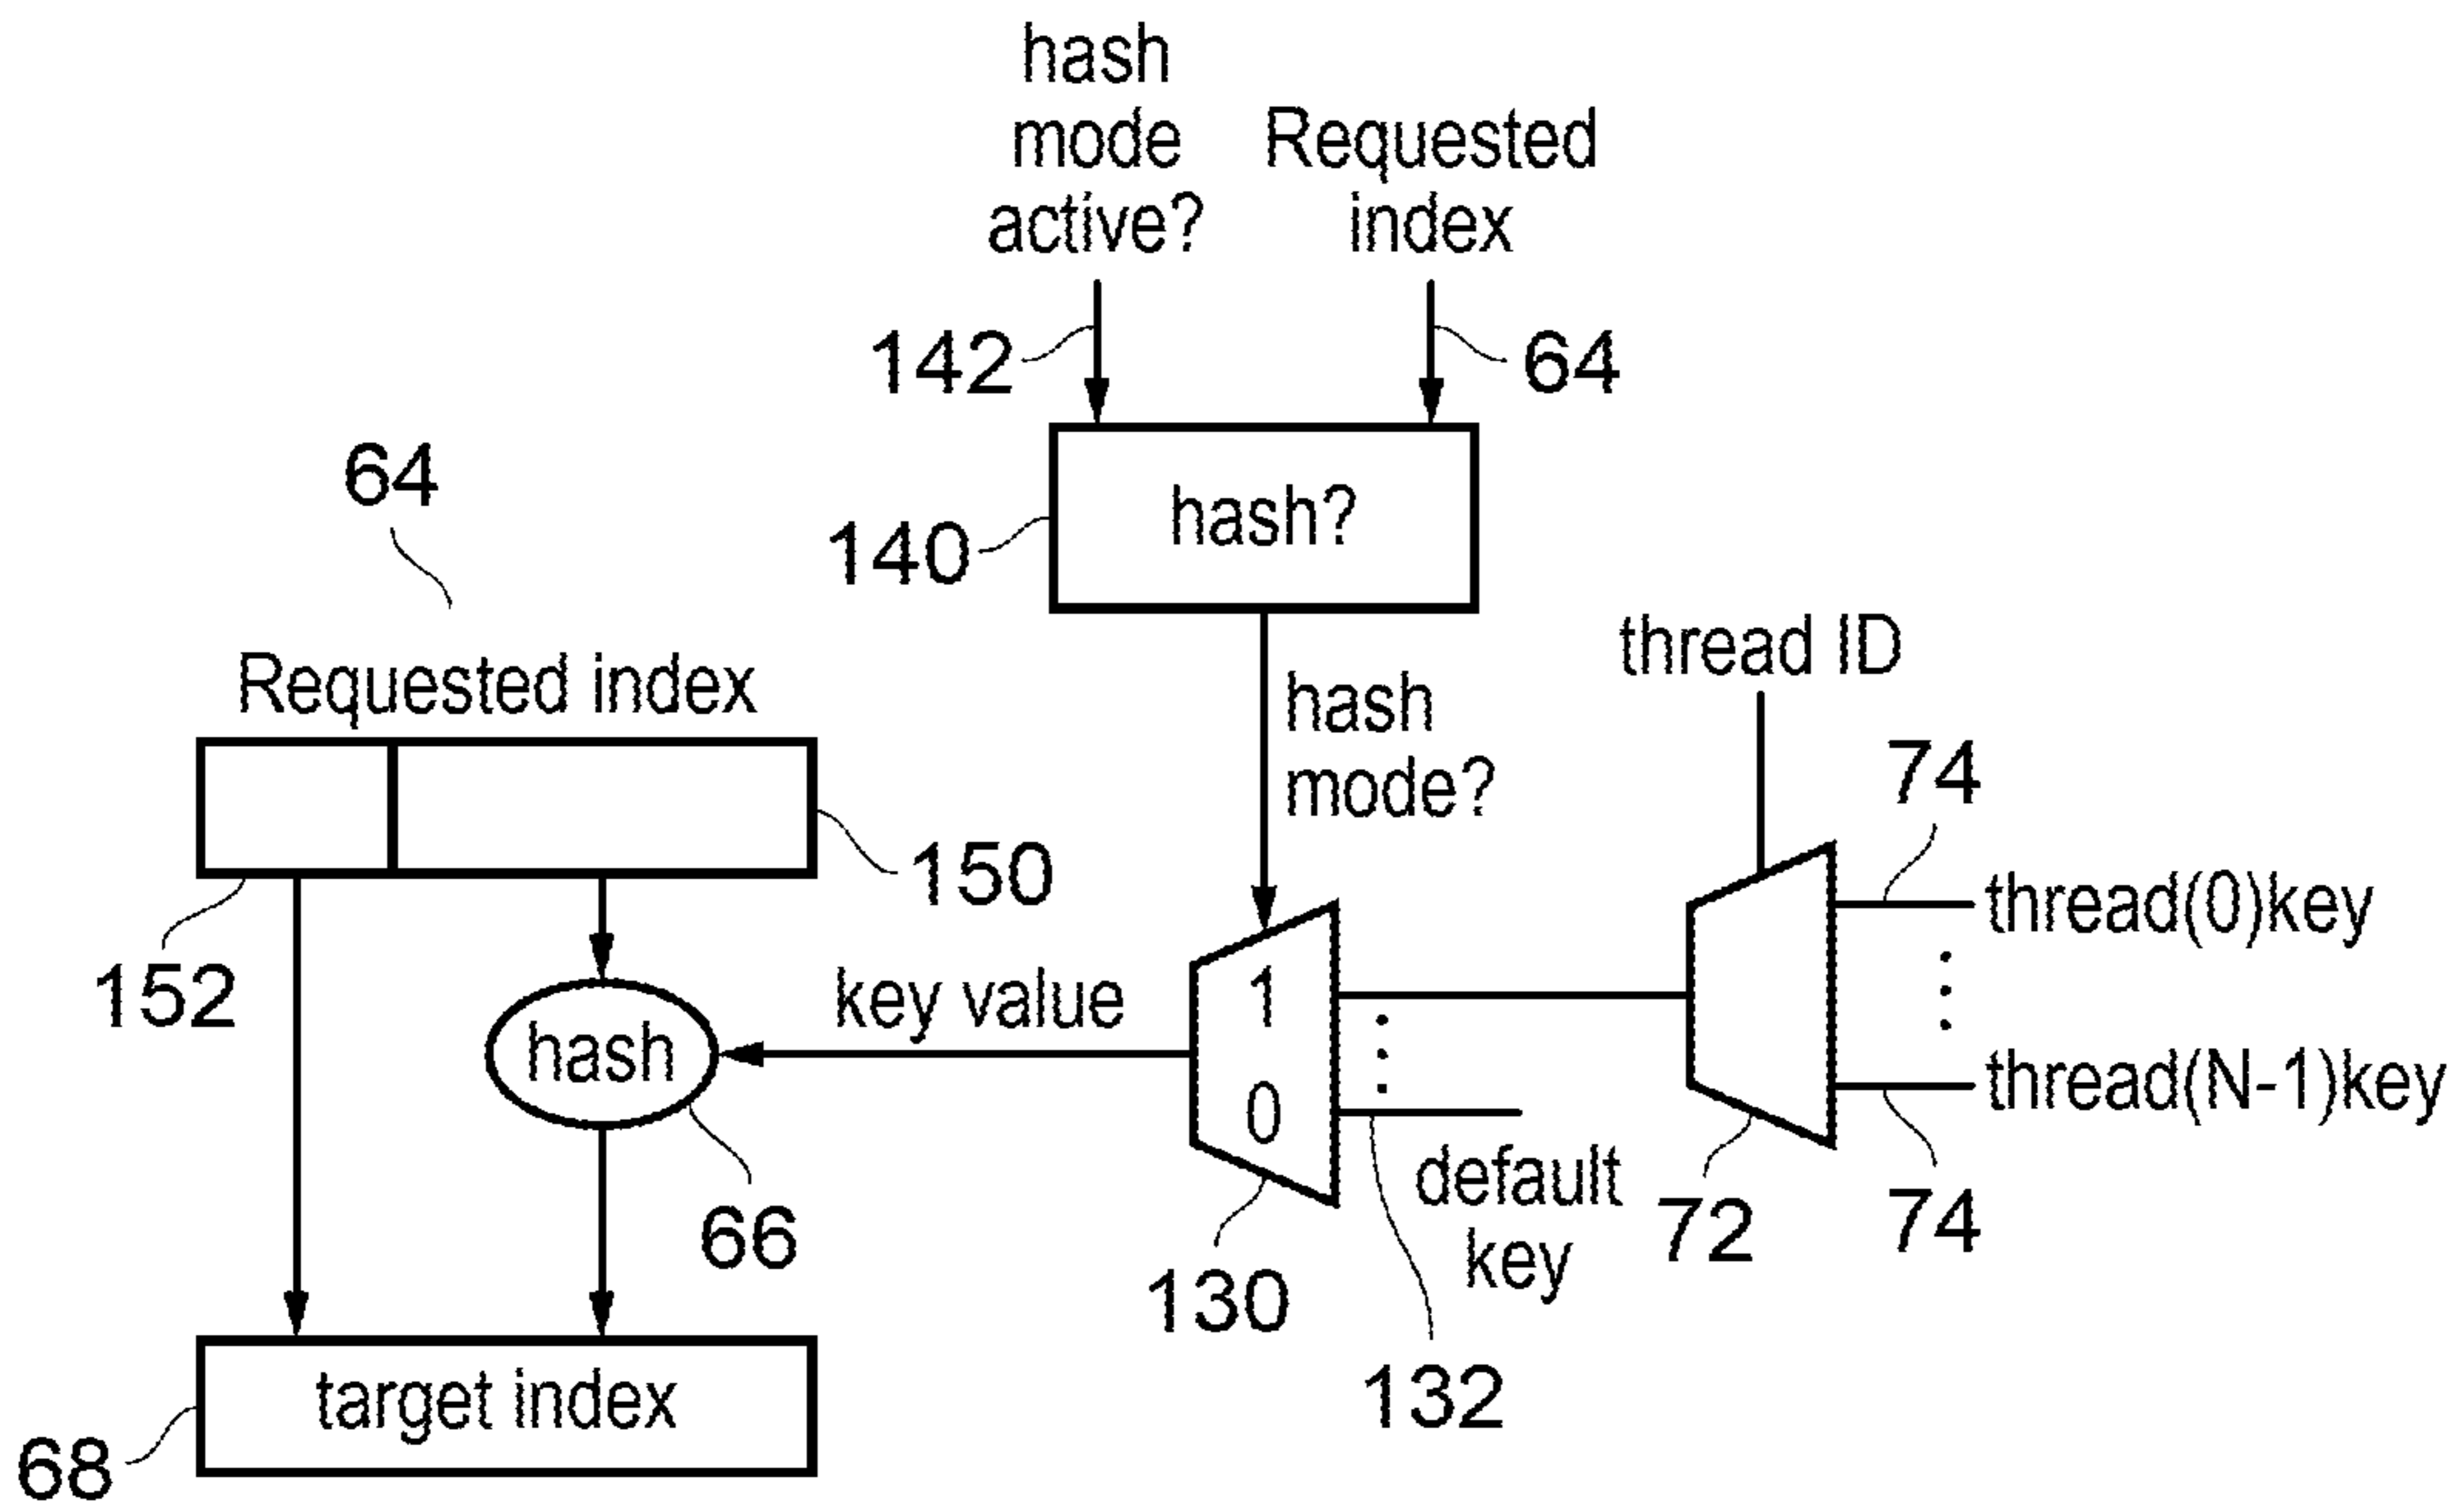 hash
mode
active?
Requested
index
142
64
hash?
140
64
Requested index
150
152
hash
mode?
thread ID
74
thread(0)key
thread(N-1)key
74
72
1
0
key value
hash
66
130
default
key
132
target index
68